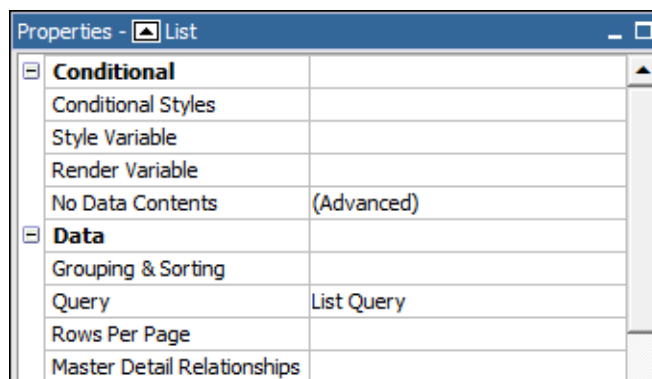 Properties - List
Conditional
Conditional Styles
Style Variable
Render Variable
No Data Contents (Advanced)
Data
Grouping & Sorting
Query List Query
Rows Per Page
Master Detail Relationships